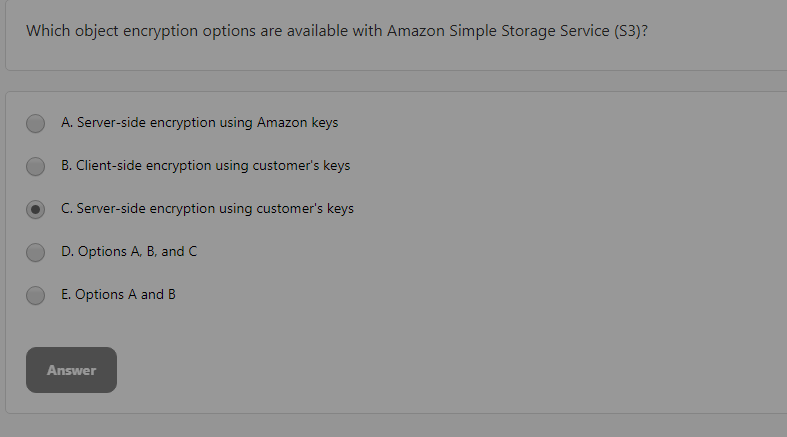 Which object encryption options are available with Amazon Simple Storage Service (S3)?
A. Server-side encryption using Amazon keys
B. Client-side encryption using customer's keys
C. Server-side encryption using customer's keys
D. Options A, B, and C
E. Options A and B
Answer